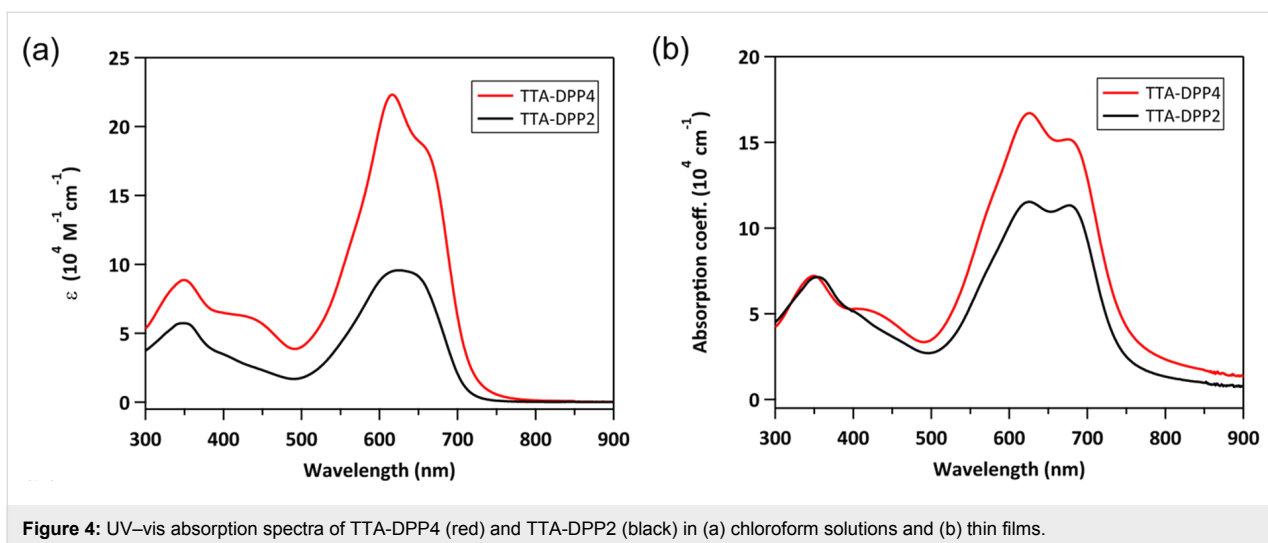 (a)
25
20
15
10
5
0
ε (10⁴ M⁻¹cm⁻¹)
TTA-DPP4
TTA-DPP2
300 400 500 600 700 800 900
Wavelength (nm)
(b)
20
15
10
5
0
Absorption coeff. (10⁴ cm⁻¹)
TTA-DPP4
TTA-DPP2
300 400 500 600 700 800 900
Wavelength (nm)
Figure 4: UV–vis absorption spectra of TTA-DPP4 (red) and TTA-DPP2 (black) in (a) chloroform solutions and (b) thin films.